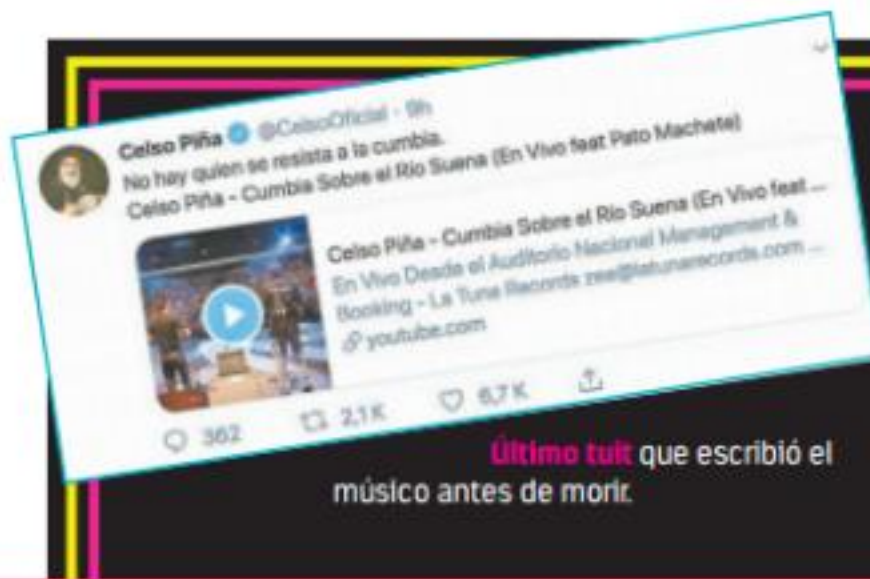 Celso Piña @CelsoOficial · 9h
No hay quien se resista a la cumbia.
Celso Piña - Cumbia Sobre el Río Suena (En Vivo feat Pato Machete)
Celso Piña - Cumbia Sobre el Río Suena (En Vivo feat ...
En Vivo Desde el Auditorio Nacional Management &
Booking - La Tuna Records zee@latunarecords.com ...
youtube.com
362 2,1K 6,7K
Último tuit que escribió el
músico antes de morir.